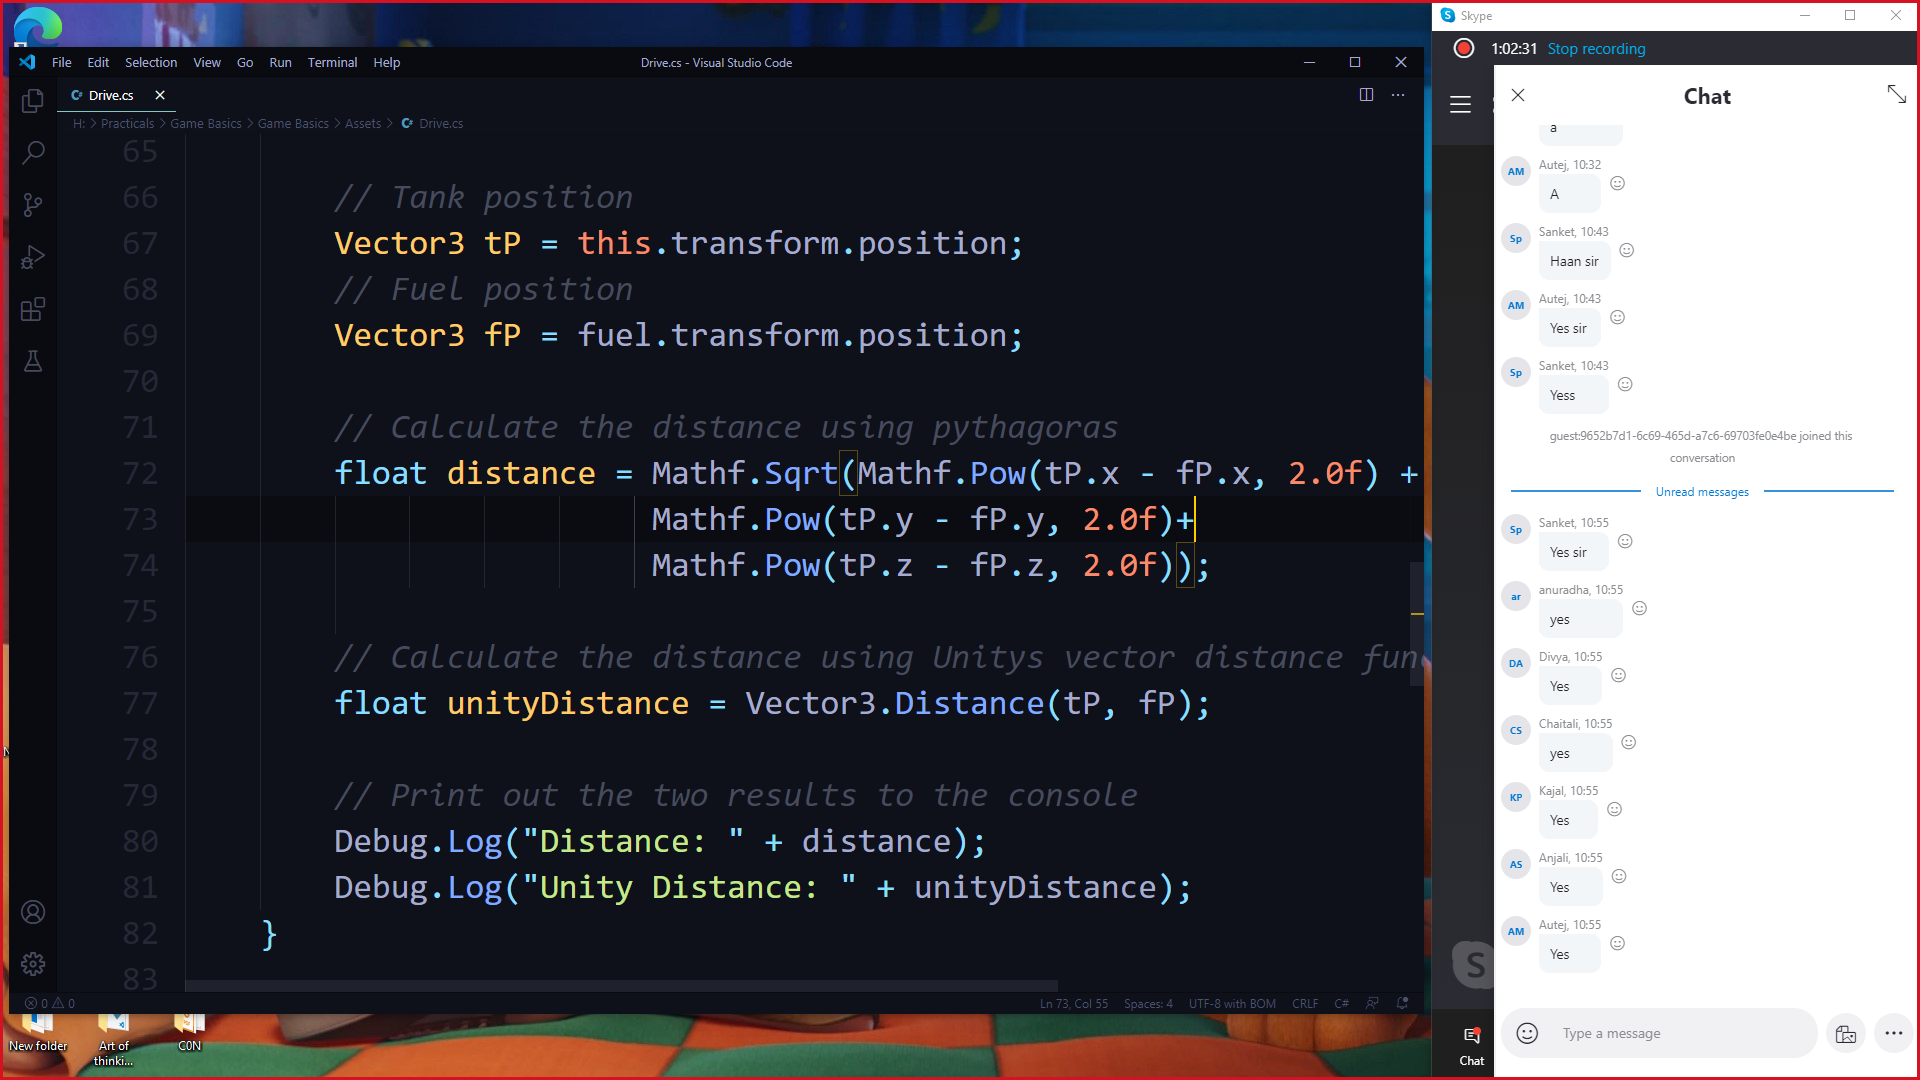 File Edit Selection View Go Run Terminal Help
Drive.cs - Visual Studio Code
Drive.cs
H: > Practicals > Game Basics > Game Basics > Assets > Drive.cs
65
66 // Tank position
67 Vector3 tP = this.transform.position;
68 // Fuel position
69 Vector3 fP = fuel.transform.position;
70
71 // Calculate the distance using pythagoras
72 float distance = Mathf.Sqrt(Mathf.Pow(tP.x - fP.x, 2.0f) +
73 Mathf.Pow(tP.y - fP.y, 2.0f)+
74 Mathf.Pow(tP.z - fP.z, 2.0f));
75
76 // Calculate the distance using Unitys vector distance fun
77 float unityDistance = Vector3.Distance(tP, fP);
78
79 // Print out the two results to the console
80 Debug.Log("Distance: " + distance);
81 Debug.Log("Unity Distance: " + unityDistance);
82 }
83
0 0
Ln 73, Col 55 Spaces: 4 UTF-8 with BOM CRLF C#
New folder
Art of
thinki...
C0N
Skype
1:02:31 Stop recording
Chat
a
AM Autej, 10:32
A
Sp Sanket, 10:43
Haan sir
AM Autej, 10:43
Yes sir
Sp Sanket, 10:43
Yess
guest:9652b7d1-6c69-465d-a7c6-69703fe0e4be joined this
conversation
Unread messages
Sp Sanket, 10:55
Yes sir
ar anuradha, 10:55
yes
DA Divya, 10:55
Yes
CS Chaitali, 10:55
yes
KP Kajal, 10:55
Yes
AS Anjali, 10:55
Yes
AM Autej, 10:55
Yes
Type a message
Chat